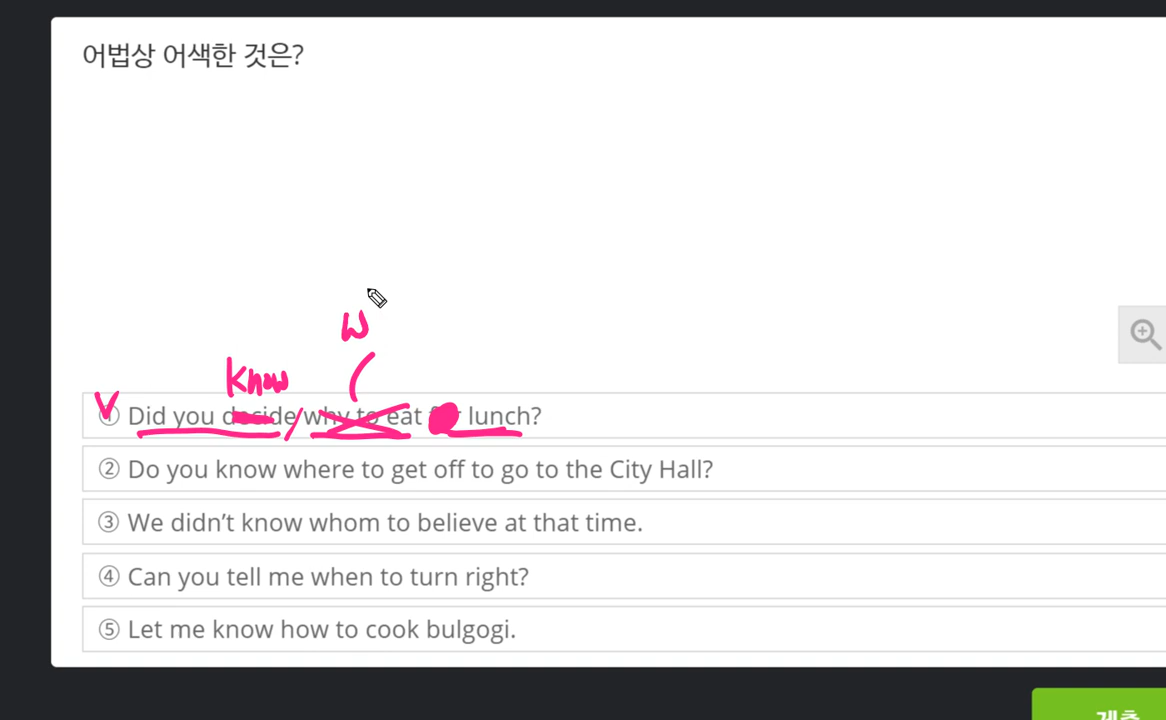 어법상 어색한 것은?
W
know
V
① Did you decide why to eat for lunch?
② Do you know where to get off to go to the City Hall?
③ We didn’t know whom to believe at that time.
④ Can you tell me when to turn right?
⑤ Let me know how to cook bulgogi.